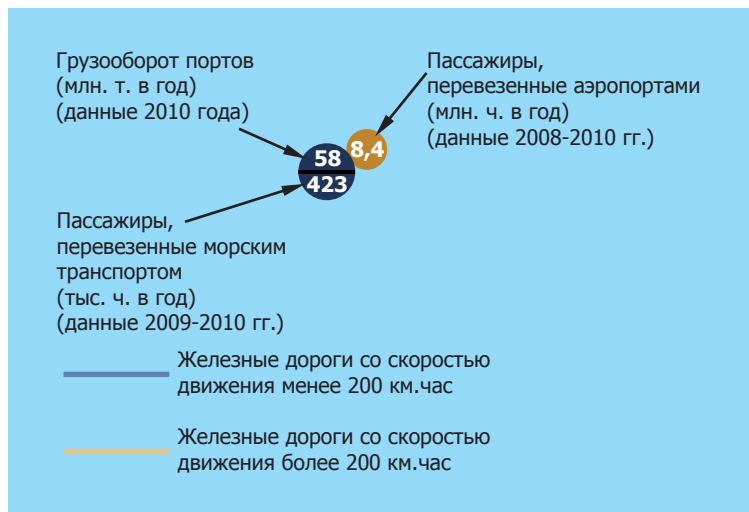 Грузооборот портов
(млн. т. в год)
(данные 2010 года)
Пассажиры,
перевезенные аэропортами
(млн. ч. в год)
(данные 2008-2010 гг.)
58
8,4
423
Пассажиры,
перевезенные морским
транспортом
(тыс. ч. в год)
(данные 2009-2010 гг.)
Железные дороги со скоростью
движения менее 200 км.час
Железные дороги со скоростью
движения более 200 км.час